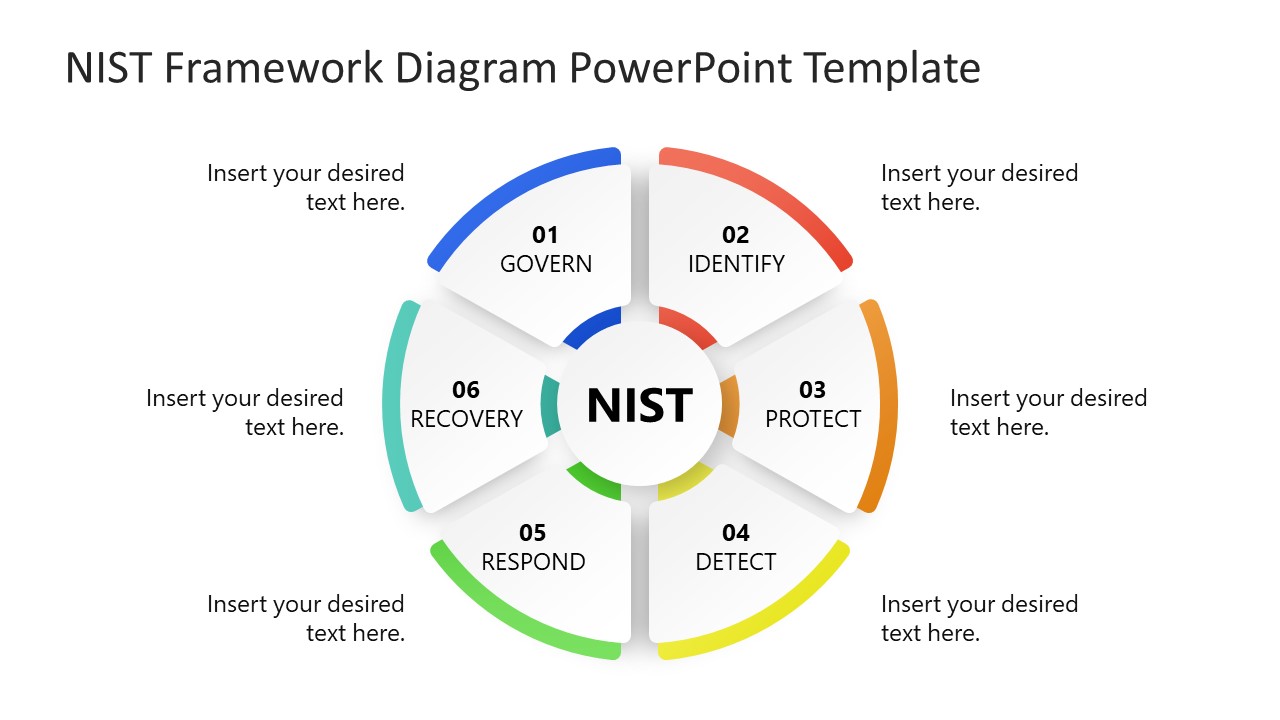 NIST Framework Diagram PowerPoint Template
Insert your desired
text here.
01
GOVERN
02
IDENTIFY
Insert your desired
text here.
Insert your desired
text here.
06
RECOVERY
NIST
03
PROTECT
Insert your desired
text here.
Insert your desired
text here.
05
RESPOND
04
DETECT
Insert your desired
text here.